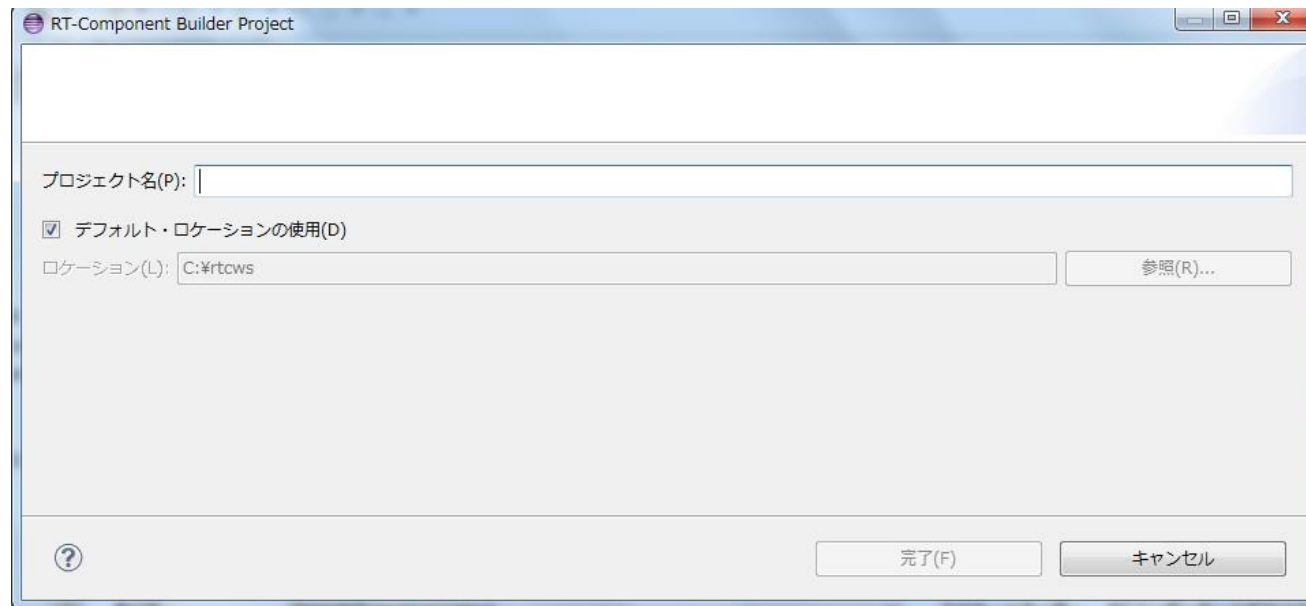 RT-Component Builder Project
プロジェクト名(P):
デフォルト・ロケーションの使用(D)
ロケーション(L): C:¥rtcws 参照(R)...
? 完了(F) キャンセル